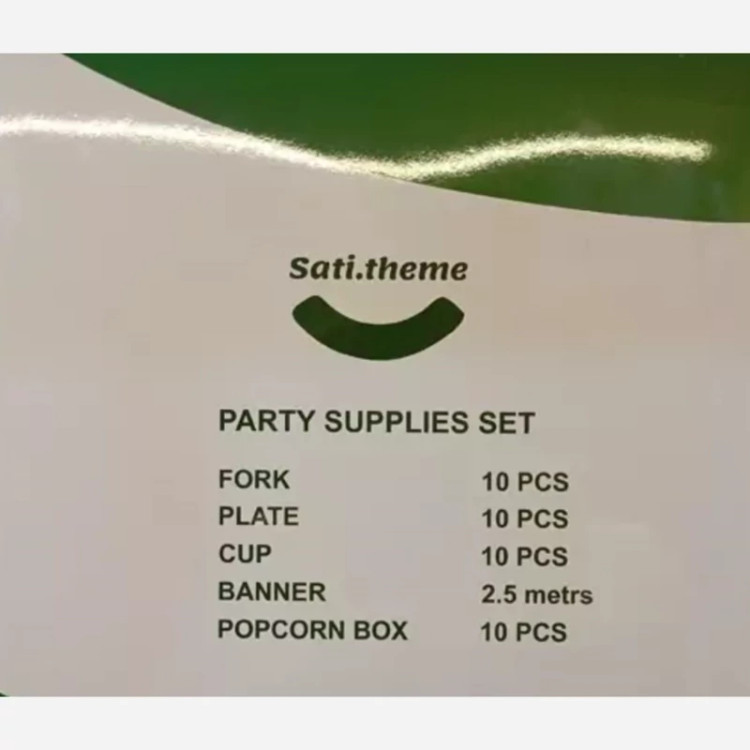 Sati.theme
PARTY SUPPLIES SET
FORK 10 PCS
PLATE 10 PCS
CUP 10 PCS
BANNER 2.5 metrs
POPCORN BOX 10 PCS